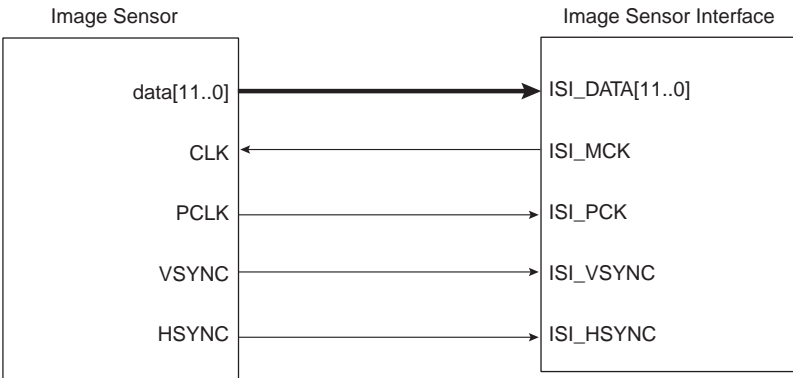 Image Sensor Image Sensor Interface
data[11..0] ISI_DATA[11..0]
CLK ISI_MCK
PCLK ISI_PCK
VSYNC ISI_VSYNC
HSYNC ISI_HSYNC